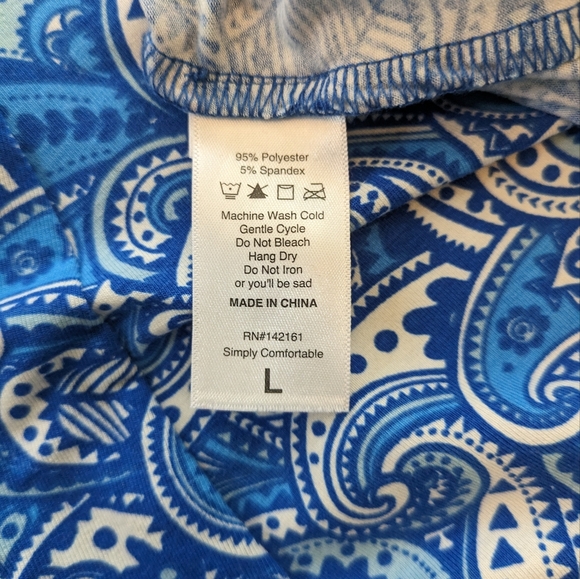 95% Polyester
5% Spandex
Machine Wash Cold
Gentle Cycle
Do Not Bleach
Hang Dry
Do Not Iron
or you'll be sad
MADE IN CHINA
RN#142161
Simply Comfortable
L